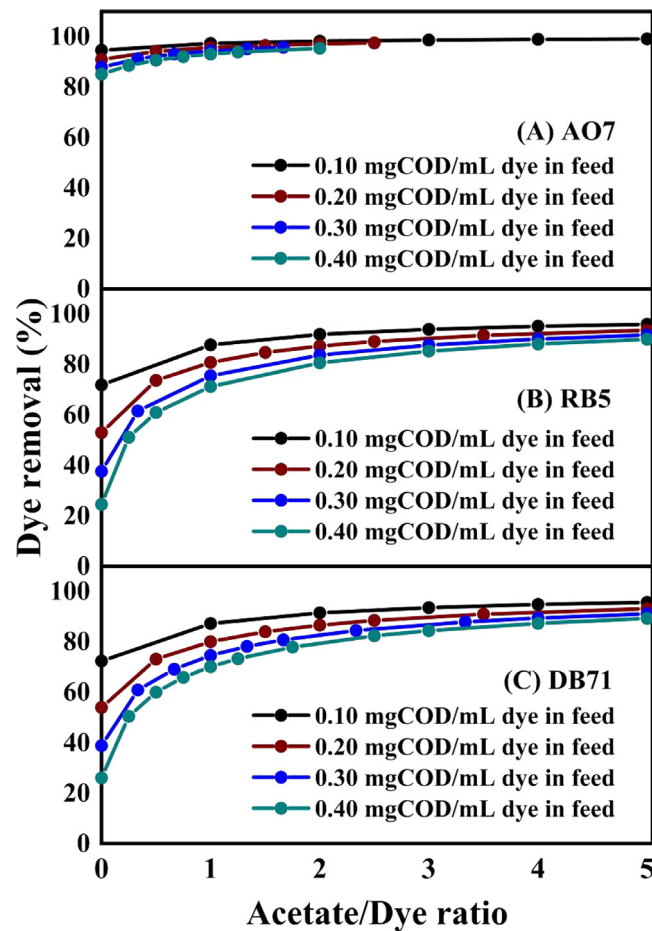 100
80
60
40
20
0
(A) AO7
0.10 mgCOD/mL dye in feed
0.20 mgCOD/mL dye in feed
0.30 mgCOD/mL dye in feed
0.40 mgCOD/mL dye in feed
Dye removal (%)
100
80
60
40
20
0
(B) RB5
0.10 mgCOD/mL dye in feed
0.20 mgCOD/mL dye in feed
0.30 mgCOD/mL dye in feed
0.40 mgCOD/mL dye in feed
100
80
60
40
20
0
(C) DB71
0.10 mgCOD/mL dye in feed
0.20 mgCOD/mL dye in feed
0.30 mgCOD/mL dye in feed
0.40 mgCOD/mL dye in feed
0 1 2 3 4 5
Acetate/Dye ratio